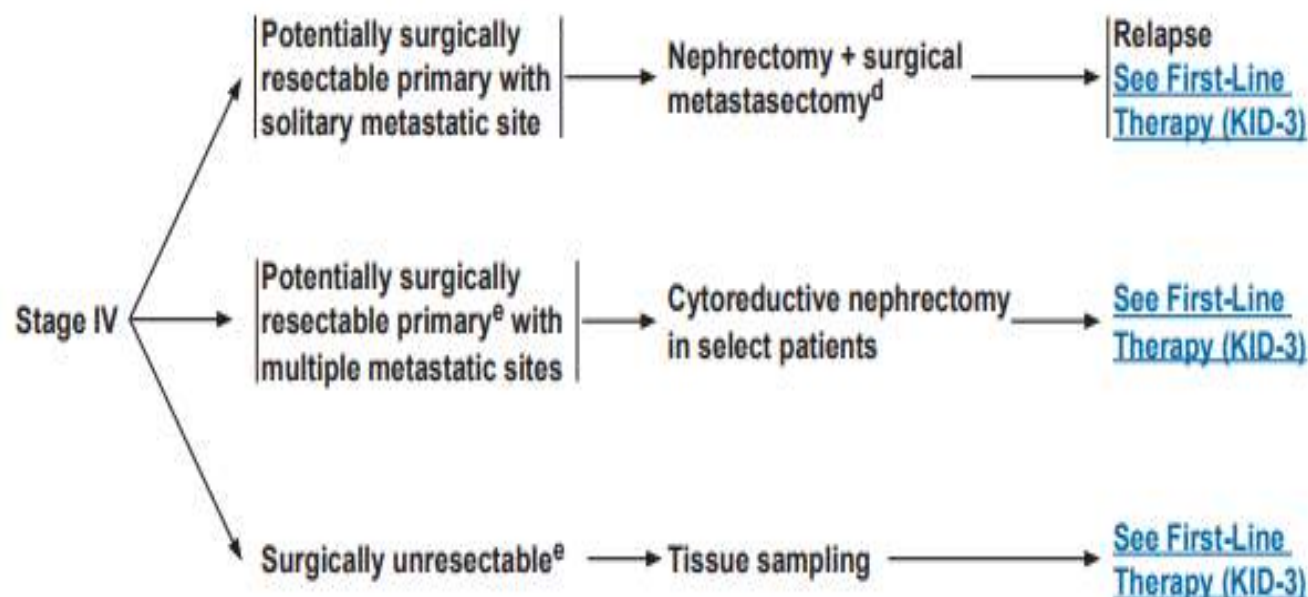 Potentially surgically
resectable primary with
solitary metastatic site
Nephrectomy + surgical
metastasectomyᵈ
Relapse
See First-Line
Therapy (KID-3)
Stage IV
Potentially surgically
resectable primaryᵉ with
multiple metastatic sites
Cytoreductive nephrectomy
in select patients
See First-Line
Therapy (KID-3)
Surgically unresectableᵉ
Tissue sampling
See First-Line
Therapy (KID-3)